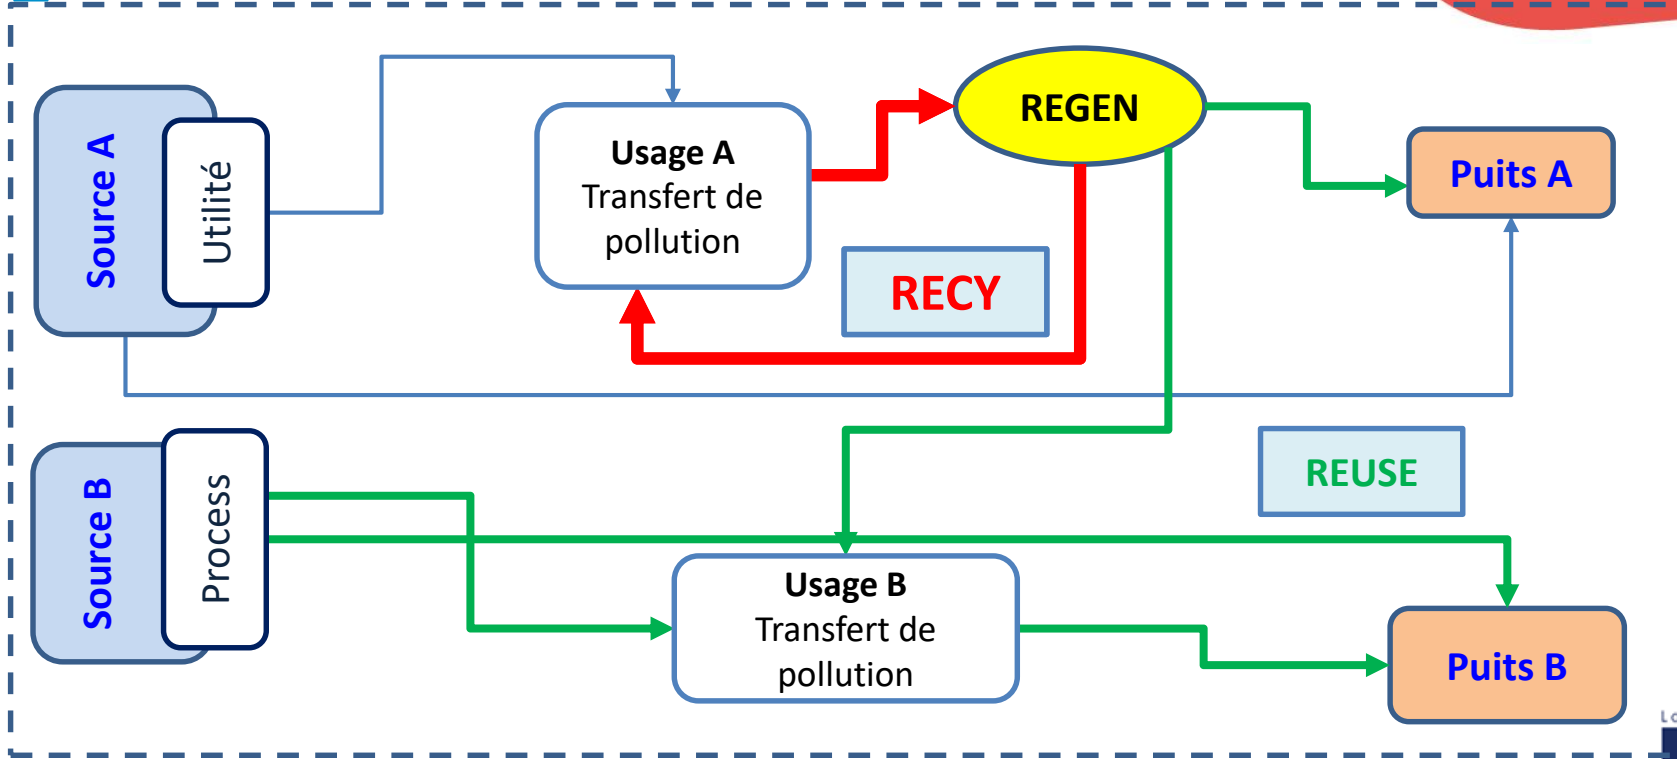 Source A
Utilité
Usage A
Transfert de
pollution
REGEN
Puits A
RECY
Source B
Process
REUSE
Usage B
Transfert de
pollution
Puits B